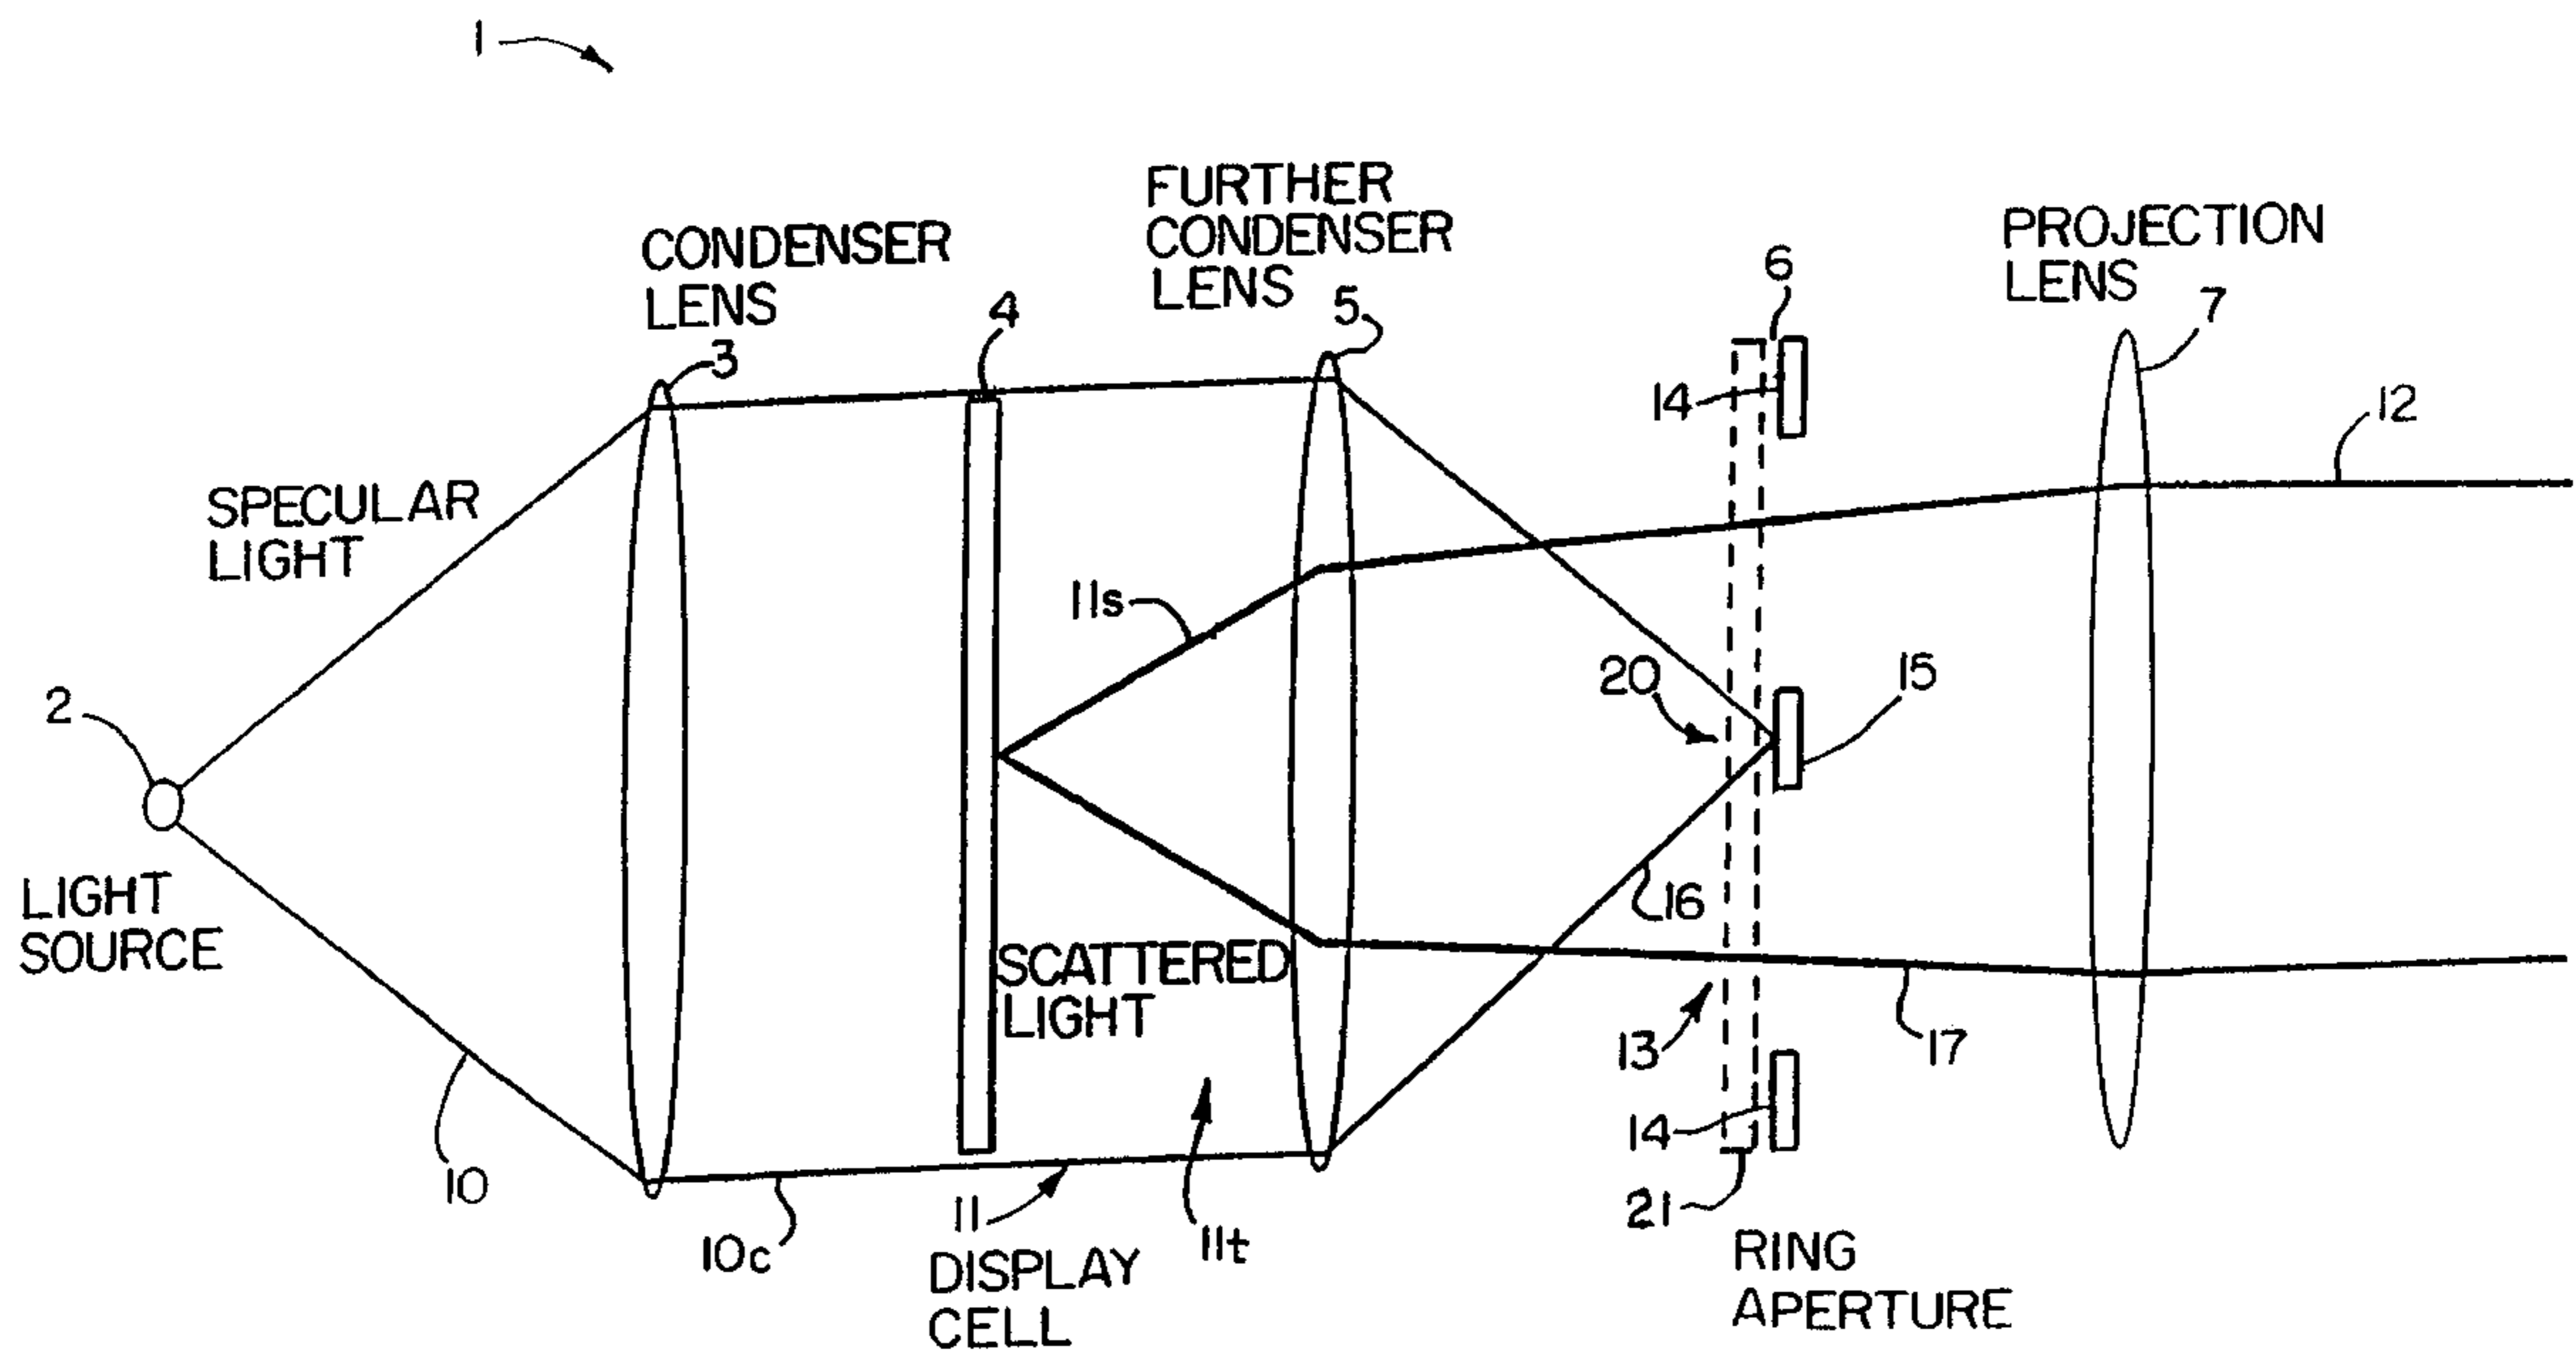 1
FURTHER
CONDENSER
LENS
CONDENSER
LENS
PROJECTION
LENS
6
7
5
4
3
14
12
SPECULAR
LIGHT
11s
20
15
2
16
LIGHT
SOURCE
SCATTERED
LIGHT
13
17
14
10
10c
11
11t
21
DISPLAY
CELL
RING
APERTURE